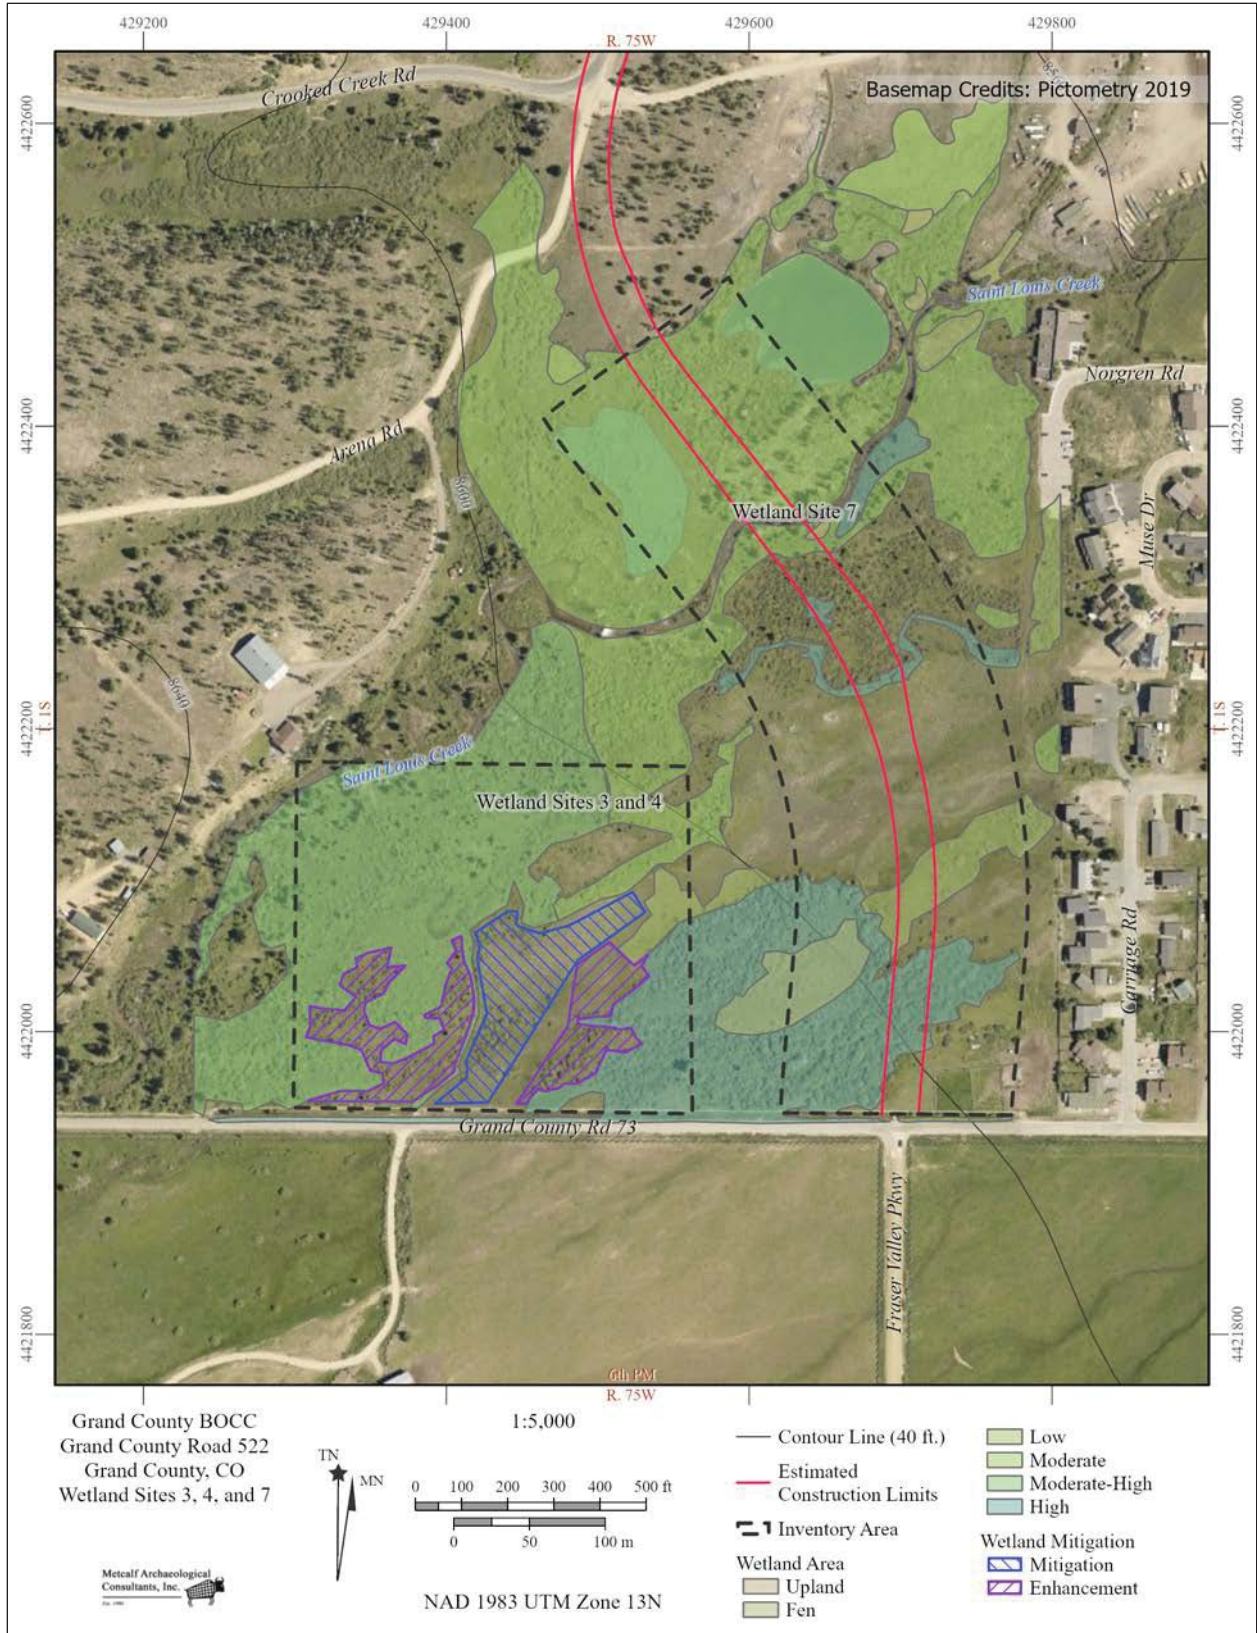 429200
429400
429600
429800
R. 75W
Crooked Creek Rd
Basemap Credits: Pictometry 2019
4422600
4422600
Saint Louis Creek
Norgren Rd
4422400
4422400
Arena Rd
8600
Wetland Site 7
Muse Dr
8640
4422200
T. 1S
T. 1S
4422200
Saint Louis Creek
Wetland Sites 3 and 4
Carriage Rd
4422000
4422000
Grand County Rd 73
Fraser Valley Pkwy
4421800
4421800
6th PM
R. 75W
Grand County BOCC
Grand County Road 522
Grand County, CO
Wetland Sites 3, 4, and 7
Metcalf Archaeological
Consultants, Inc.
TN
MN
1:5,000
0 100 200 300 400 500 ft
0 50 100 m
NAD 1983 UTM Zone 13N
Contour Line (40 ft.)
Estimated
Construction Limits
Inventory Area
Wetland Area
Upland
Fen
Low
Moderate
Moderate-High
High
Wetland Mitigation
Mitigation
Enhancement